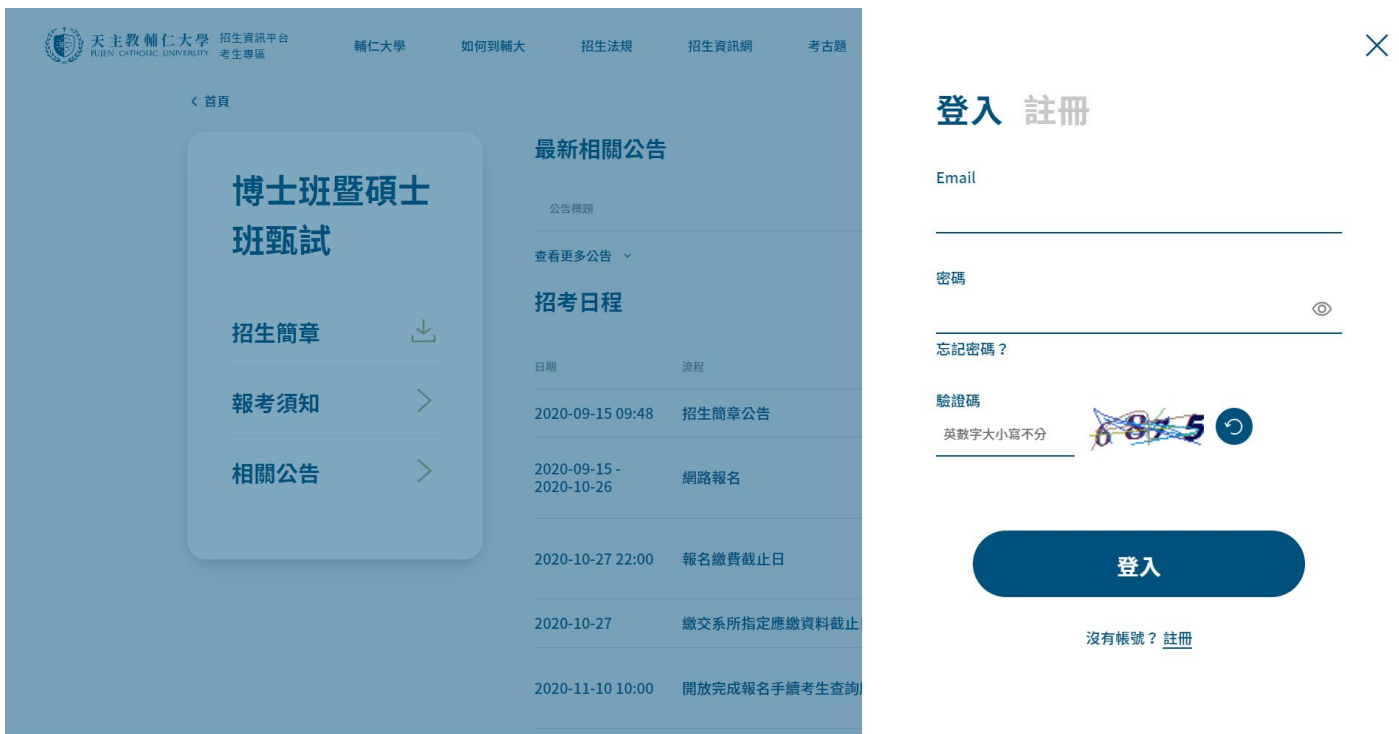 天主教輔仁大學 招生資訊平台
FUJEN CATHOLIC UNIVERSITY 考生專區
輔仁大學 如何到輔大 招生法規 招生資訊網 考古題
首頁
博士班暨碩士
班甄試
招生簡章
報考須知
相關公告
最新相關公告
公告標題
查看更多公告
招考日程
日期 流程
2020-09-15 09:48 招生簡章公告
2020-09-15 -
2020-10-26 網路報名
2020-10-27 22:00 報名繳費截止日
2020-10-27 繳交系所指定應繳資料截止
2020-11-10 10:00 開放完成報名手續考生查詢
登入 註冊
Email
密碼
忘記密碼？
驗證碼
英數字大小寫不分
登入
沒有帳號？ 註冊